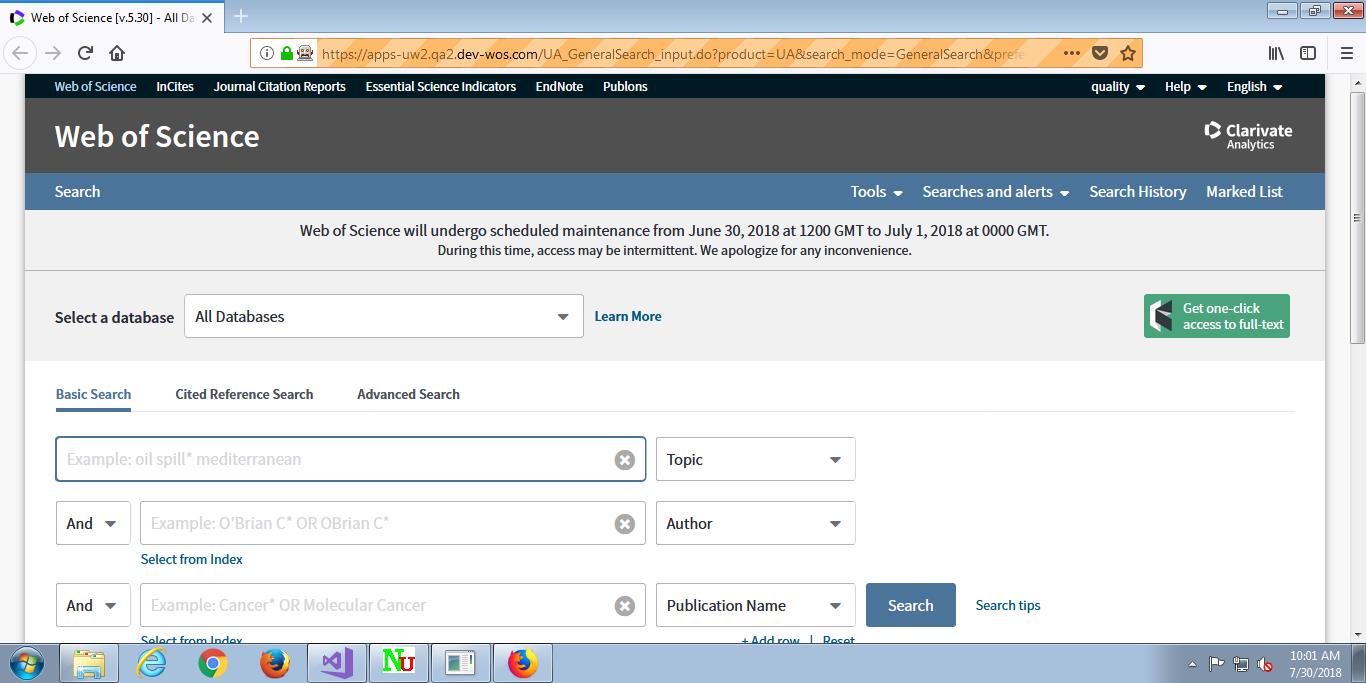 Web of Science [v.5.30] - All Da
https://apps-uw2.qa2.dev-wos.com/UA_GeneralSearch_input.do?product=UA&search_mode=GeneralSearch&prefe
Web of Science InCites Journal Citation Reports Essential Science Indicators EndNote Publons quality Help English
Web of Science
Clarivate
Analytics
Search Tools Searches and alerts Search History Marked List
Web of Science will undergo scheduled maintenance from June 30, 2018 at 1200 GMT to July 1, 2018 at 0000 GMT.
During this time, access may be intermittent. We apologize for any inconvenience.
Select a database All Databases Learn More
Get one-click
access to full-text
Basic Search Cited Reference Search Advanced Search
Example: oil spill* mediterranean Topic
And Example: O'Brian C* OR OBrian C* Author
Select from Index
And Example: Cancer* OR Molecular Cancer Publication Name Search Search tips
Select from Index + Add row | Reset
NU
10:01 AM
7/30/2018